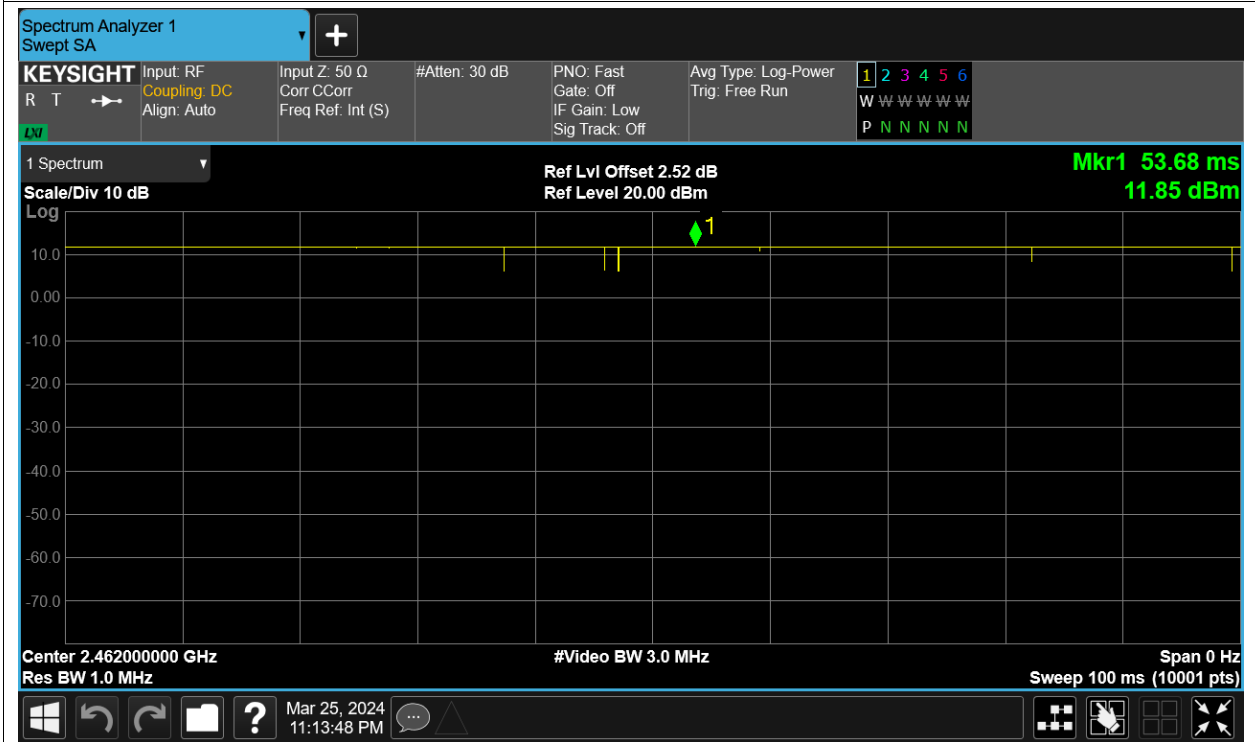 Spectrum Analyzer 1
Swept SA
KEYSIGHT
R T
LXI
Input: RF
Coupling: DC
Align: Auto
Input Z: 50 Ω
Corr CCorr
Freq Ref: Int (S)
#Atten: 30 dB
PNO: Fast
Gate: Off
IF Gain: Low
Sig Track: Off
Avg Type: Log-Power
Trig: Free Run
1 2 3 4 5 6
W W W W W W
P N N N N N
1 Spectrum
Scale/Div 10 dB
Ref Lvl Offset 2.52 dB
Ref Level 20.00 dBm
Mkr1 53.68 ms
11.85 dBm
Log
1
10.0
0.00
-10.0
-20.0
-30.0
-40.0
-50.0
-60.0
-70.0
Center 2.462000000 GHz
#Video BW 3.0 MHz
Span 0 Hz
Res BW 1.0 MHz
Sweep 100 ms (10001 pts)
?
Mar 25, 2024
11:13:48 PM